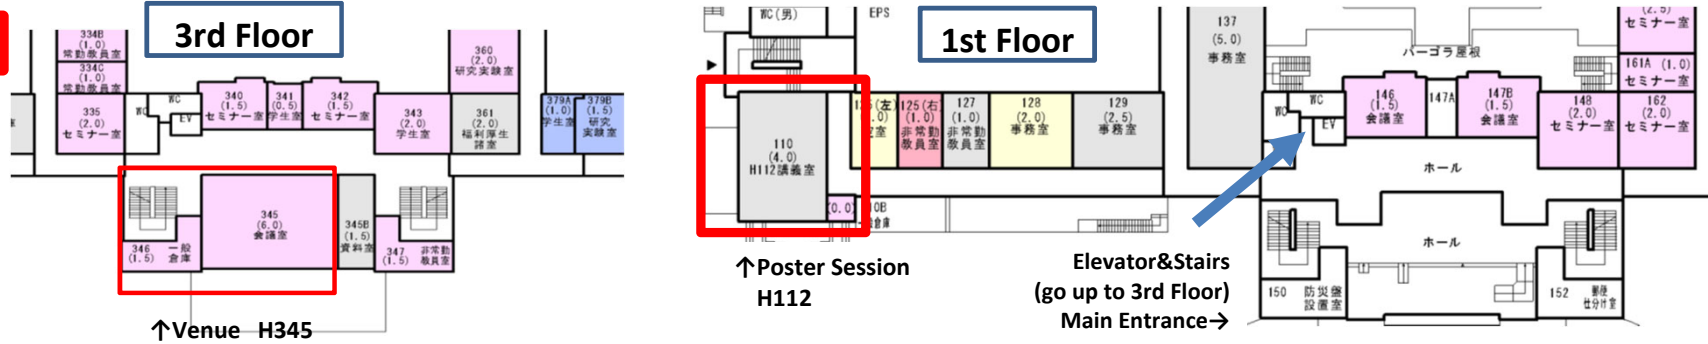 3rd Floor
334B
(1.0)
常勤教員室
334C
(1.0)
常勤教員室
335
(2.0)
セミナー室
WC
WC
EV
340
(1.5)
セミナー室
341
(0.5)
学生室
342
(1.5)
セミナー室
343
(2.0)
学生室
360
(2.0)
研究実験室
361
(2.0)
福利厚生
諸室
379A
(1.0)
学生室
379B
(1.5)
研究
実験室
346
(1.5)
一般
倉庫
345
(6.0)
会議室
345B
(1.5)
資料室
347
(1.5)
非常勤
教員室
↑Venue H345
1st Floor
WC(男)
EPS
110
(4.0)
H112講義室
(左)
125(右)
(1.0)
非常勤
教員室
127
(1.0)
非常勤
教員室
128
(2.0)
事務室
129
(2.5)
事務室
(0.0)
10B
倉庫
↑Poster Session
H112
137
(5.0)
事務室
パーゴラ屋根
WC
WC
EV
146
(1.5)
会議室
147A
147B
(1.5)
会議室
148
(2.0)
セミナー室
(2.5)
セミナー室
161A (1.0)
セミナー室
162
(2.0)
セミナー室
ホール
ホール
150
防災盤
設置室
152
郵便
仕分け室
Elevator&Stairs
(go up to 3rd Floor)
Main Entrance→